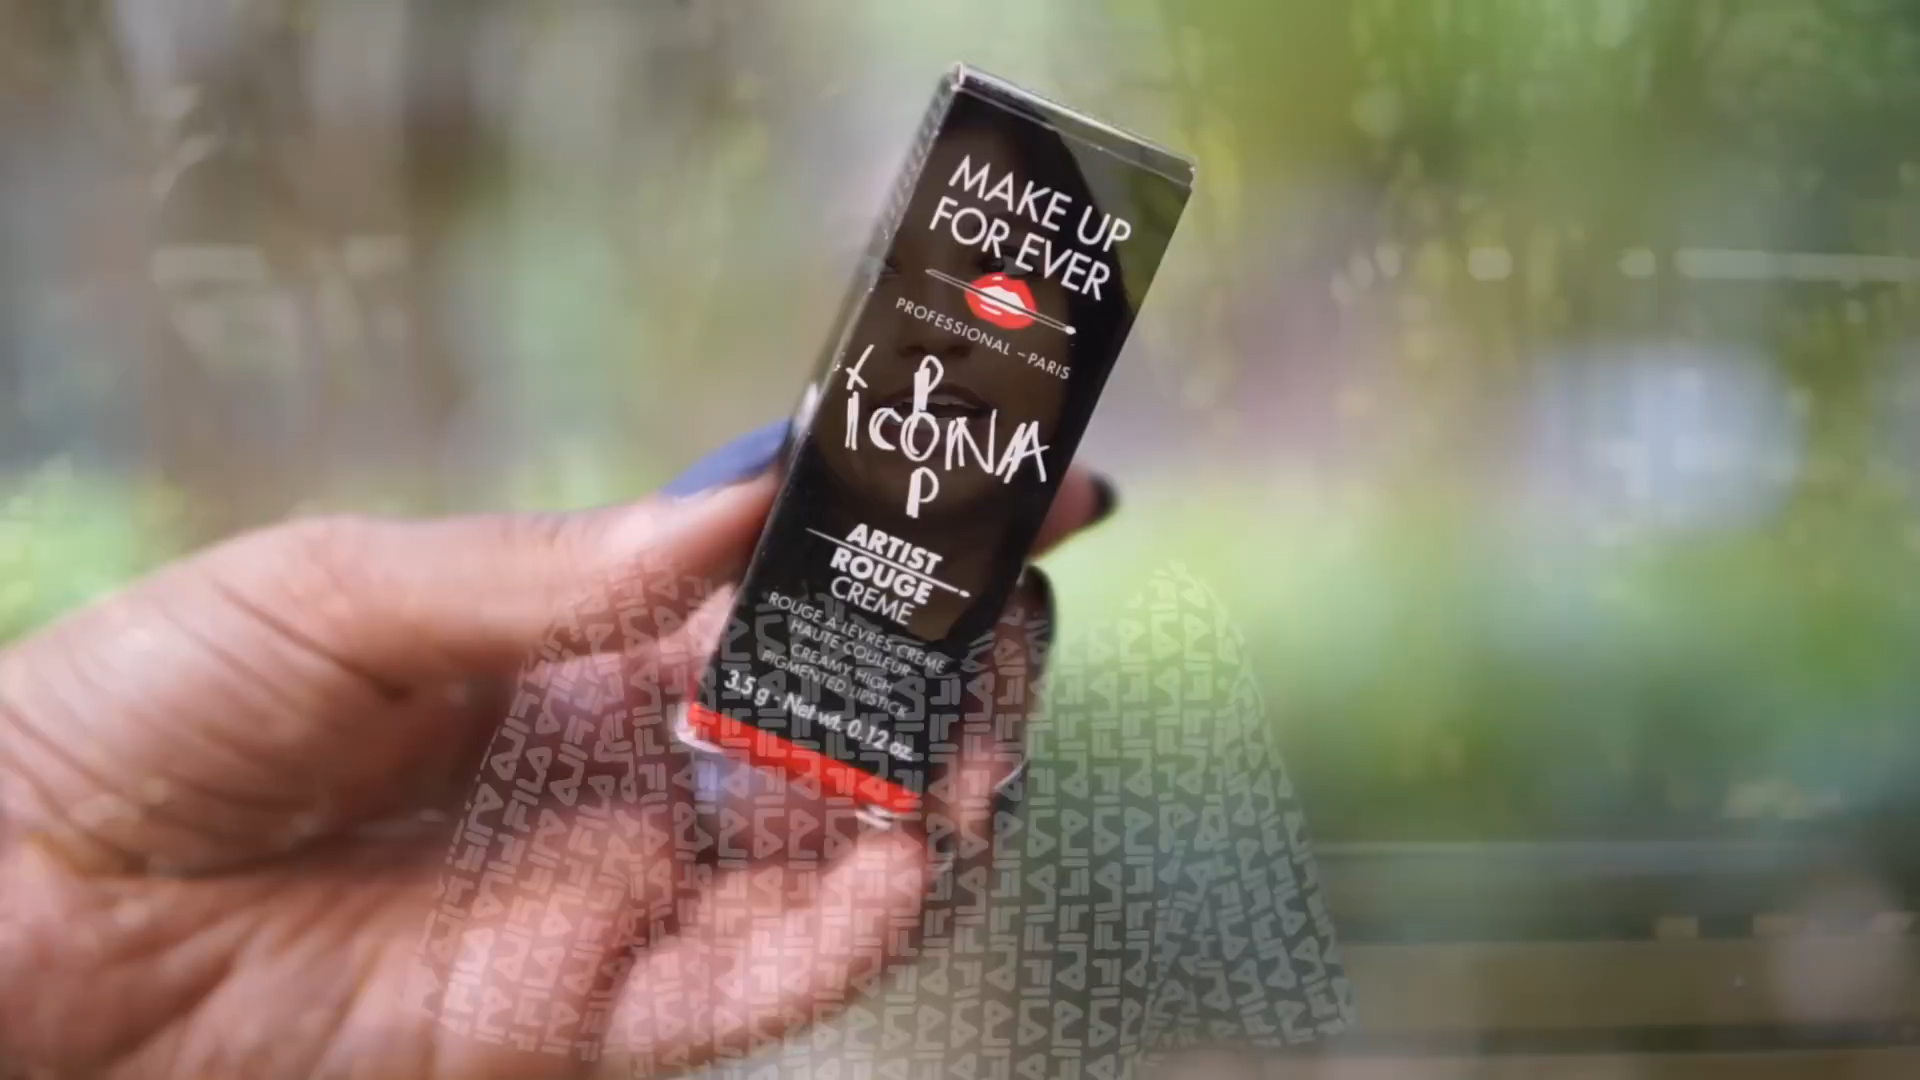 MAKE UP
FOR EVER
PROFESSIONAL – PARIS
x ICONA
POP
ARTIST
ROUGE
CREME
ROUGE À LÈVRES CRÈME
HAUTE COULEUR
CREAMY HIGH
PIGMENTED LIPSTICK
3.5 g - Net wt. 0.12 oz.
FILA